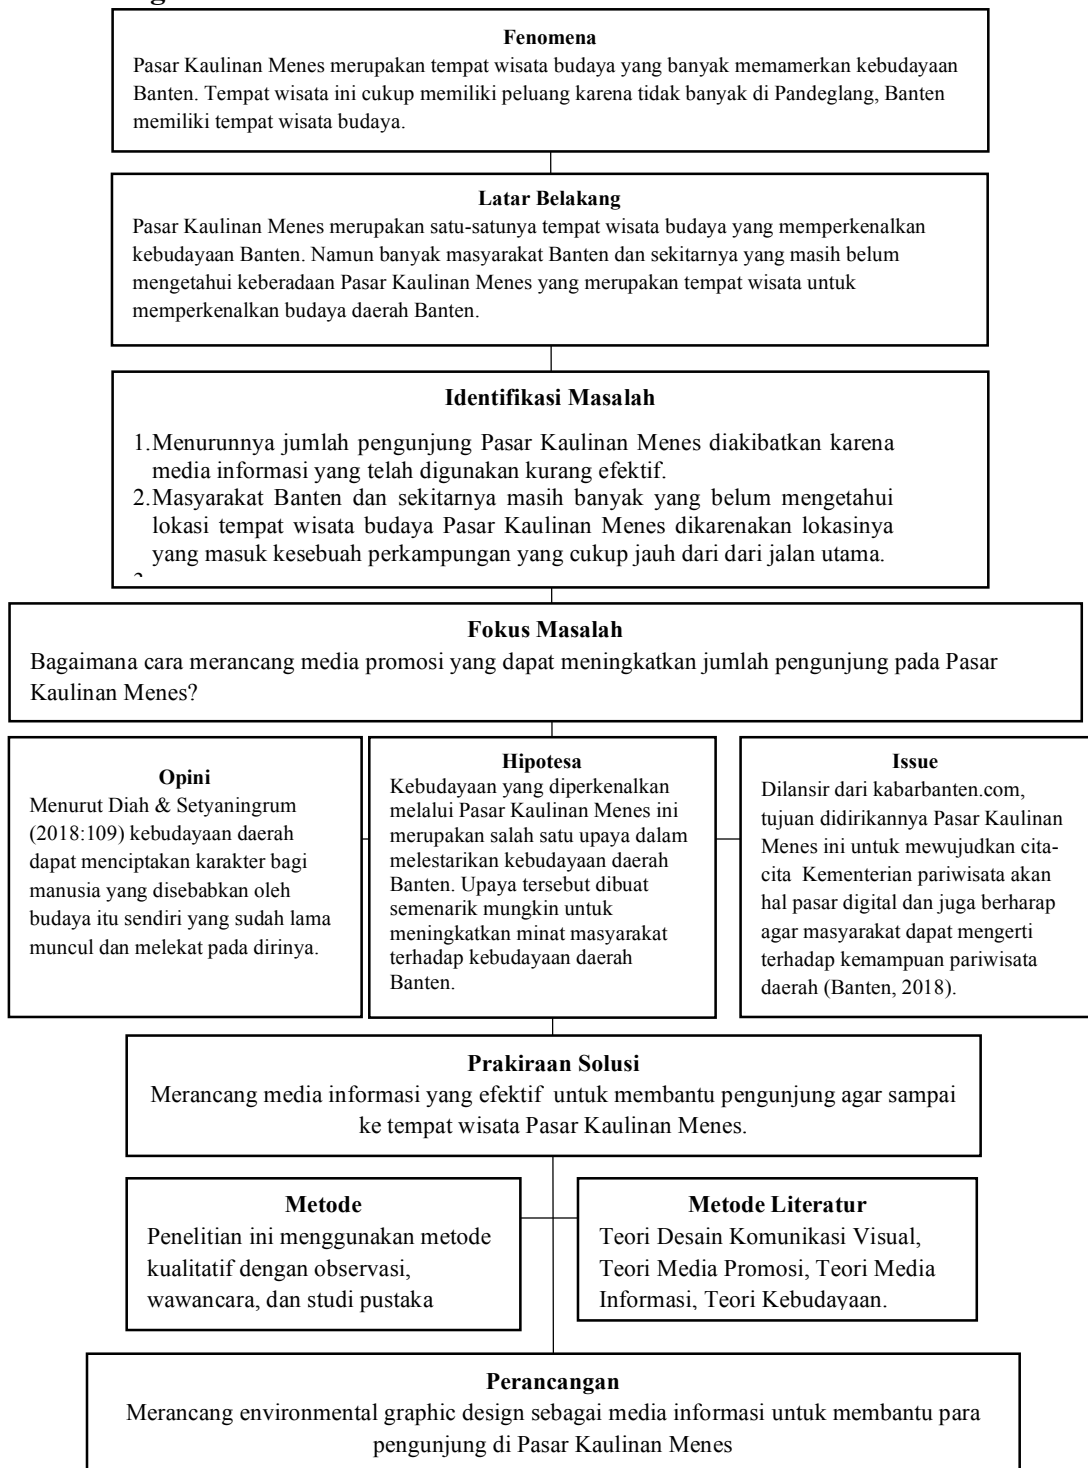 Fenomena
Pasar Kaulinan Menes merupakan tempat wisata budaya yang banyak memamerkan kebudayaan
Banten. Tempat wisata ini cukup memiliki peluang karena tidak banyak di Pandeglang, Banten
memiliki tempat wisata budaya.
Latar Belakang
Pasar Kaulinan Menes merupakan satu-satunya tempat wisata budaya yang memperkenalkan
kebudayaan Banten. Namun banyak masyarakat Banten dan sekitarnya yang masih belum
mengetahui keberadaan Pasar Kaulinan Menes yang merupakan tempat wisata untuk
memperkenalkan budaya daerah Banten.
Identifikasi Masalah
1.Menurunnya jumlah pengunjung Pasar Kaulinan Menes diakibatkan karena
media informasi yang telah digunakan kurang efektif.
2.Masyarakat Banten dan sekitarnya masih banyak yang belum mengetahui
lokasi tempat wisata budaya Pasar Kaulinan Menes dikarenakan lokasinya
yang masuk kesebuah perkampungan yang cukup jauh dari dari jalan utama.
Fokus Masalah
Bagaimana cara merancang media promosi yang dapat meningkatkan jumlah pengunjung pada Pasar
Kaulinan Menes?
Opini
Menurut Diah & Setyaningrum
(2018:109) kebudayaan daerah
dapat menciptakan karakter bagi
manusia yang disebabkan oleh
budaya itu sendiri yang sudah lama
muncul dan melekat pada dirinya.
Hipotesa
Kebudayaan yang diperkenalkan
melalui Pasar Kaulinan Menes ini
merupakan salah satu upaya dalam
melestarikan kebudayaan daerah
Banten. Upaya tersebut dibuat
semenarik mungkin untuk
meningkatkan minat masyarakat
terhadap kebudayaan daerah
Banten.
Issue
Dilansir dari kabarbanten.com,
tujuan didirikannya Pasar Kaulinan
Menes ini untuk mewujudkan cita-
cita Kementerian pariwisata akan
hal pasar digital dan juga berharap
agar masyarakat dapat mengerti
terhadap kemampuan pariwisata
daerah (Banten, 2018).
Prakiraan Solusi
Merancang media informasi yang efektif untuk membantu pengunjung agar sampai
ke tempat wisata Pasar Kaulinan Menes.
Metode
Penelitian ini menggunakan metode
kualitatif dengan observasi,
wawancara, dan studi pustaka
Metode Literatur
Teori Desain Komunikasi Visual,
Teori Media Promosi, Teori Media
Informasi, Teori Kebudayaan.
Perancangan
Merancang environmental graphic design sebagai media informasi untuk membantu para
pengunjung di Pasar Kaulinan Menes